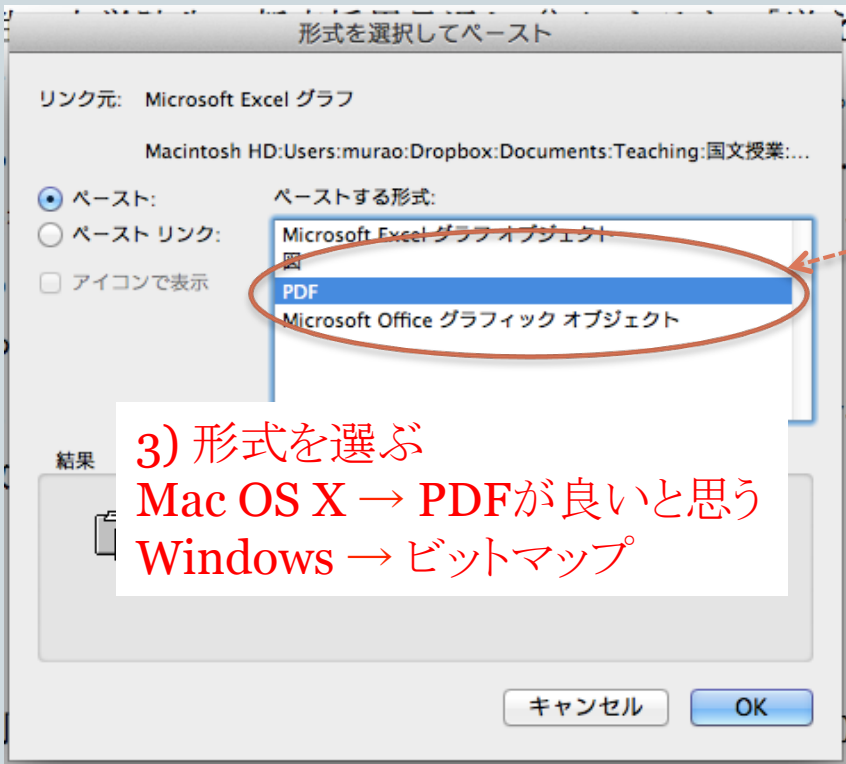 形式を選択してペースト
リンク元: Microsoft Excel グラフ
Macintosh HD:Users:murao:Dropbox:Documents:Teaching:国文授業:...
ペースト:
ペーストする形式:
ペースト リンク:
アイコンで表示
Microsoft Excel グラフ オブジェクト
図
PDF
Microsoft Office グラフィック オブジェクト
結果
3) 形式を選ぶ
Mac OS X → PDFが良いと思う
Windows → ビットマップ
キャンセル
OK